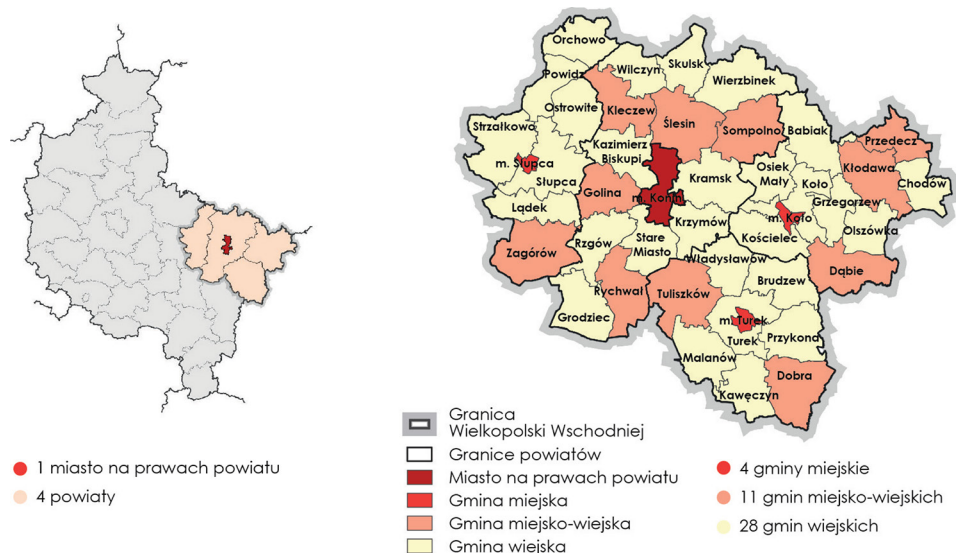 Orchowo
Powidz
Wilczyn
Skulsk
Wierzbinek
Ostrowite
Kleczew
Ślesin
Sompolno
Strzałkowo
Babiak
Przedecz
Kazimierz
Biskupi
m. Słupca
Słupca
Osiek
Mały
Koło
Kłodawa
Chodów
Golina
m. Konin
Kramsk
Grzegorzew
Lądek
m. Koło
Krzymów
Kościelec
Olszówka
Zagórów
Rzgów
Stare
Miasto
Władysławów
Brudzew
Dąbie
Rychwał
Tuliszków
Grodziec
m. Turek
Turek
Przykona
Malanów
Dobra
Kawęczyn
1 miasto na prawach powiatu
4 powiaty
Granica
Wielkopolski Wschodniej
Granice powiatów
Miasto na prawach powiatu
Gmina miejska
Gmina miejsko-wiejska
Gmina wiejska
4 gminy miejskie
11 gmin miejsko-wiejskich
28 gmin wiejskich